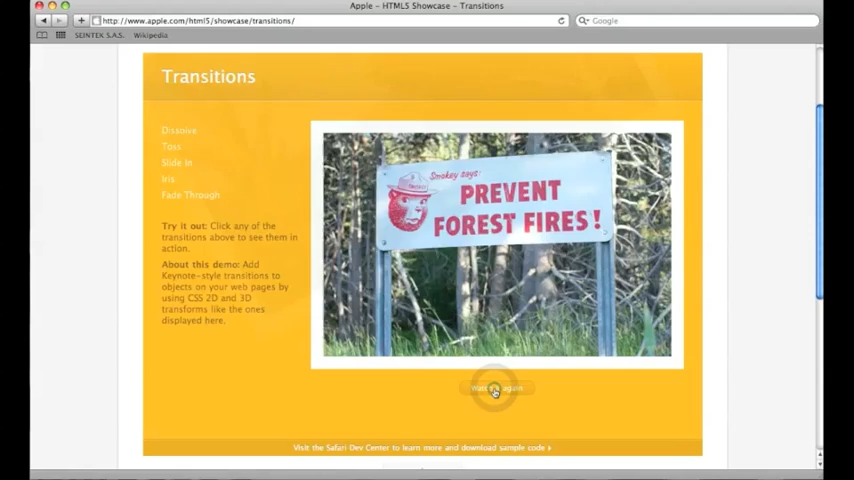 Apple - HTML5 Showcase - Transitions
http://www.apple.com/html5/showcase/transitions/
Google
SEINTEK S.A.S. Wikipedia
Transitions
Dissolve
Toss
Slide In
Iris
Fade Through
Try it out: Click any of the
transitions above to see them in
action.
About this demo: Add
Keynote-style transitions to
objects on your web pages by
using CSS 2D and 3D
transforms like the ones
displayed here.
Smokey says:
PREVENT
FOREST FIRES!
again
Visit the Safari Dev Center to learn more and download sample code